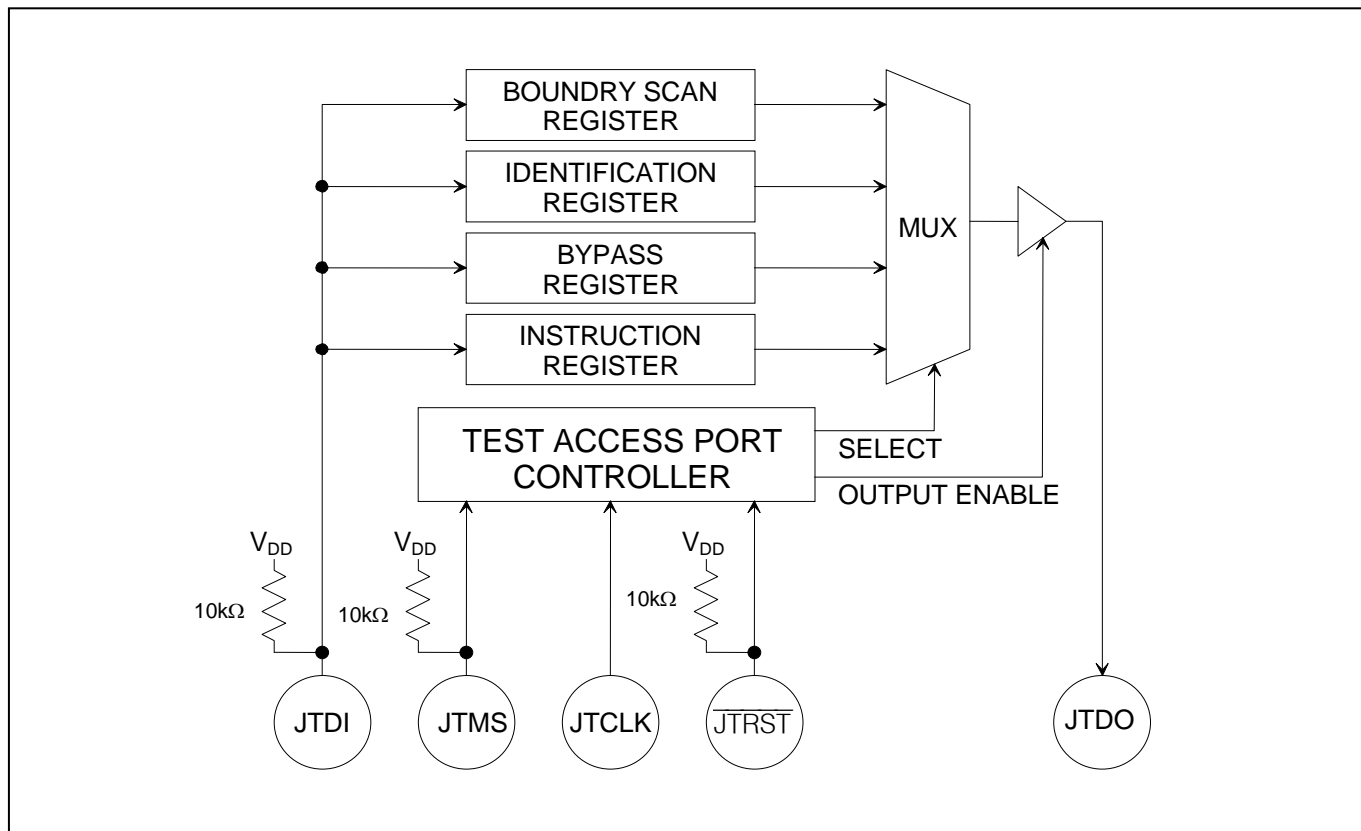 BOUNDRY SCAN
REGISTER
IDENTIFICATION
REGISTER
BYPASS
REGISTER
INSTRUCTION
REGISTER
MUX
TEST ACCESS PORT
CONTROLLER
SELECT
OUTPUT ENABLE
VDD
VDD
VDD
10kΩ
10kΩ
10kΩ
JTDI
JTMS
JTCLK
JTRST
JTDO